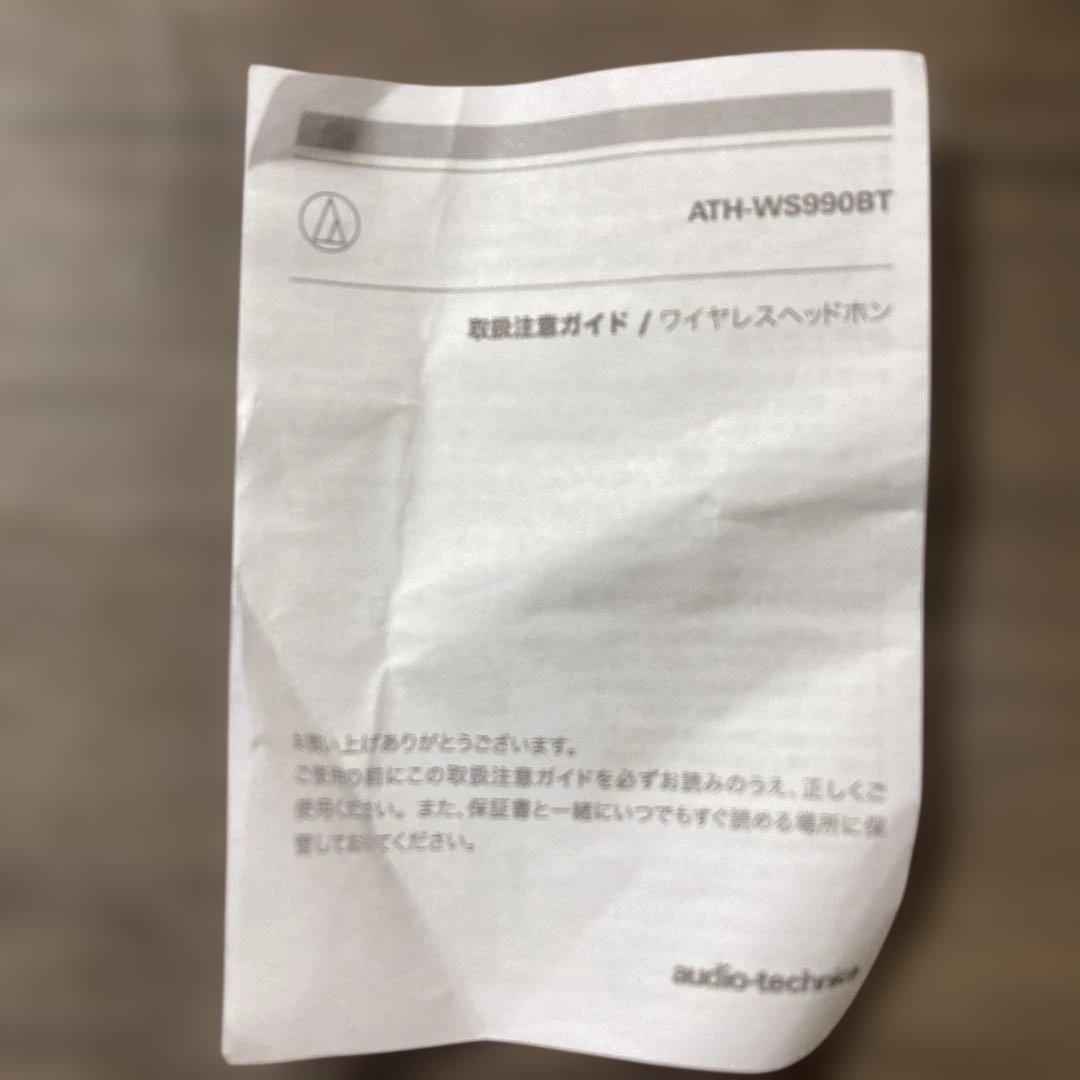 ATH-WS990BT
取扱注意ガイド / ワイヤレスヘッドホン
お買い上げありがとうございます。
ご使用の前にこの取扱注意ガイドを必ずお読みのうえ、正しくご
使用ください。また、保証書と一緒にいつでもすぐ読める場所に保
管しておいてください。
audio-technica